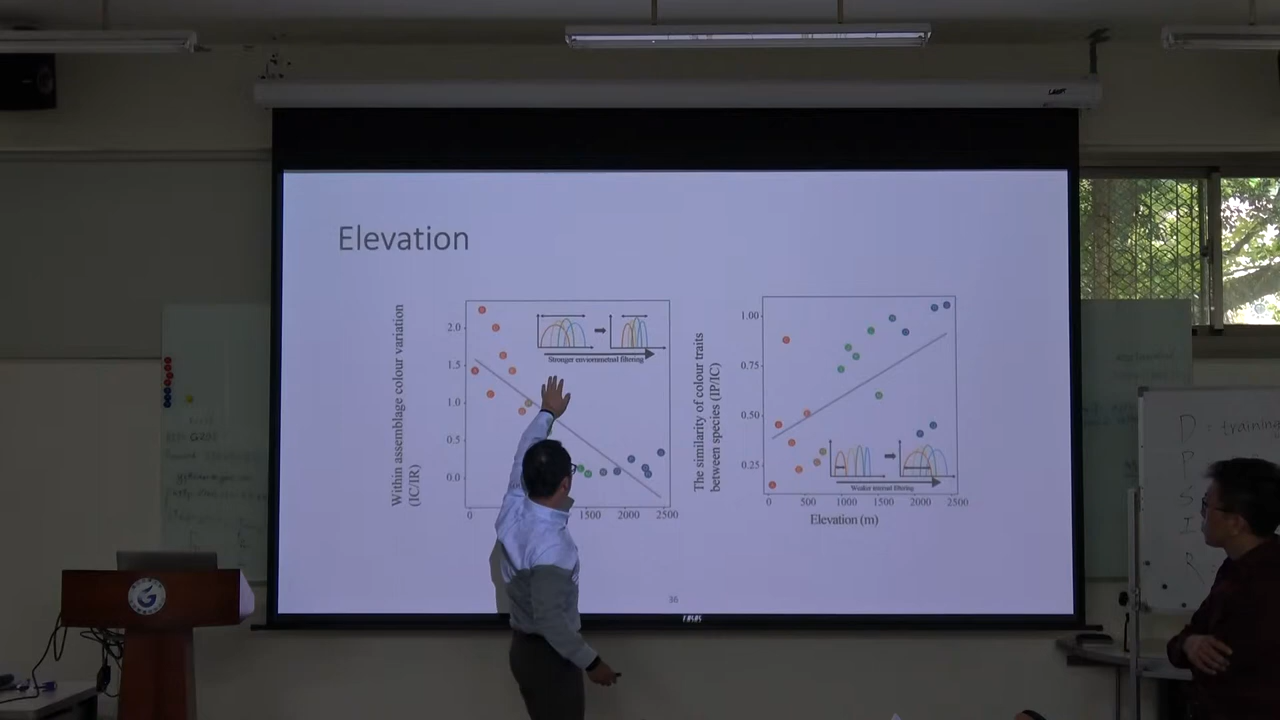 Elevation
Within assemblage colour variation
(IC/IR)
2.0
1.5
1.0
0.5
0.0
0
1500
2000
2500
Stronger enviornmetnal filtering
The similarity of colour traits
between species (IP/IC)
1.00
0.75
0.50
0.25
0
500
1000
1500
2000
2500
Weaker internal filtering
Elevation (m)
36
D : training
P
S
I